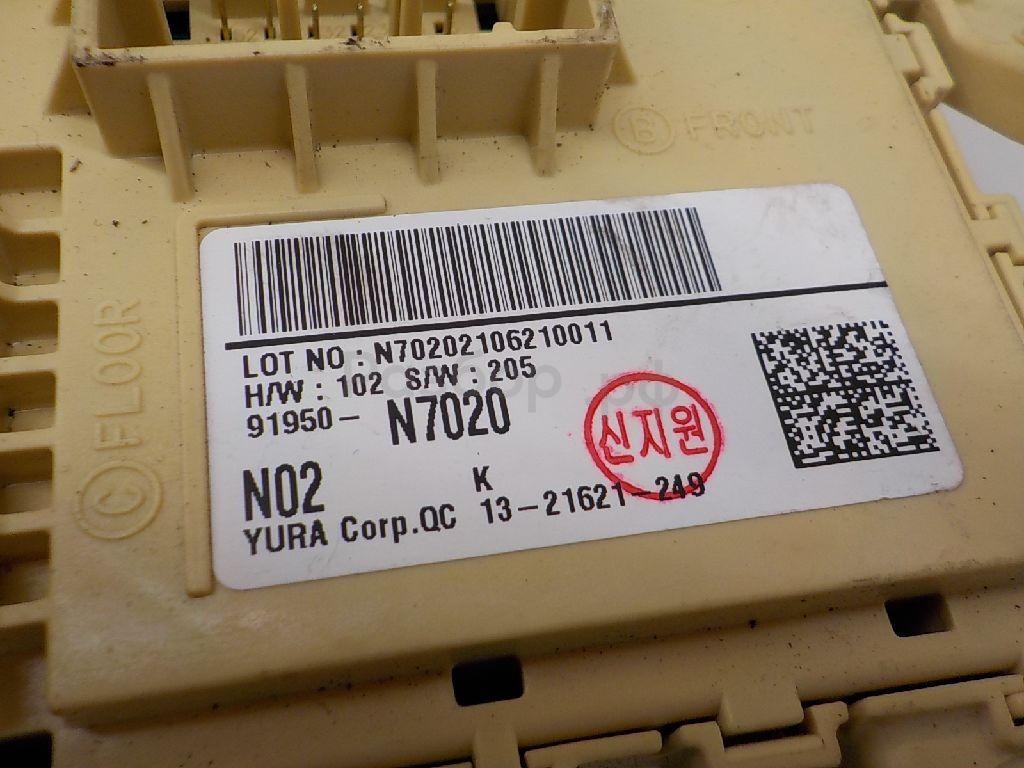 B FRONT
C FLOOR
LOT NO : N70202106210011
H/W : 102 S/W : 205
91950- N7020
신지원
N02 K
YURA Corp.QC 13-21621-249